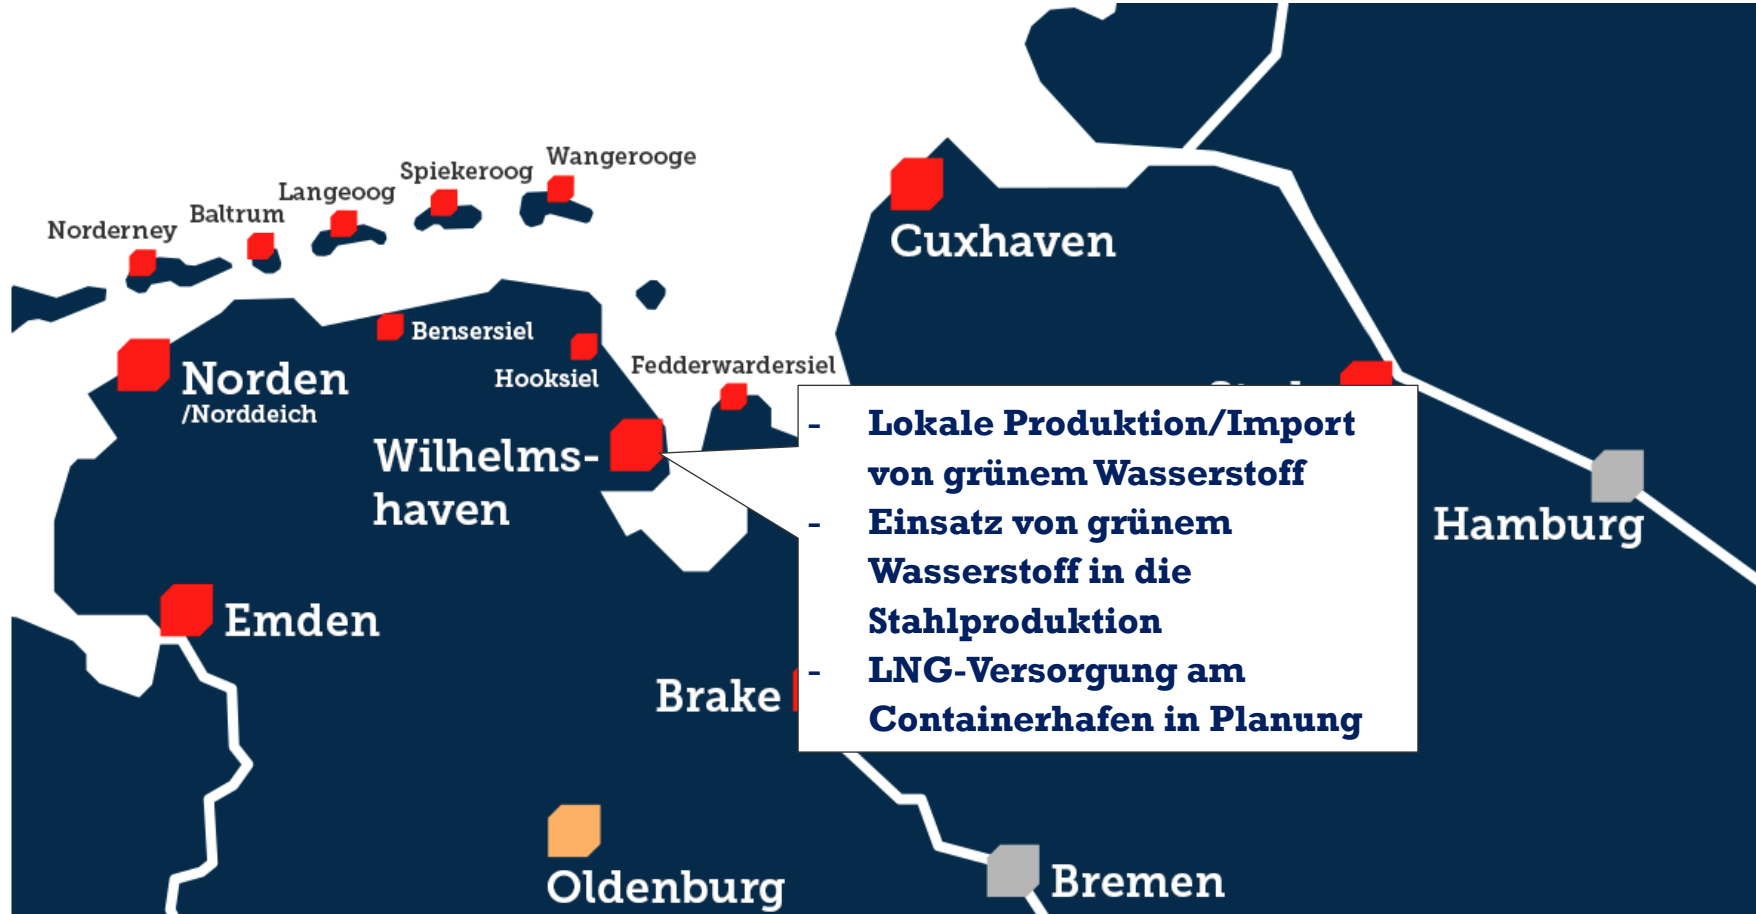 Wangerooge
Spiekeroog
Langeoog
Baltrum
Norderney
Cuxhaven
Bensersiel
Fedderwardersiel
Norden
/Norddeich
Hooksiel
- Lokale Produktion/Import
von grünem Wasserstoff
- Einsatz von grünem
Wasserstoff in die
Stahlproduktion
- LNG-Versorgung am
Containerhafen in Planung
Wilhelms-
haven
Hamburg
Emden
Brake
Oldenburg
Bremen